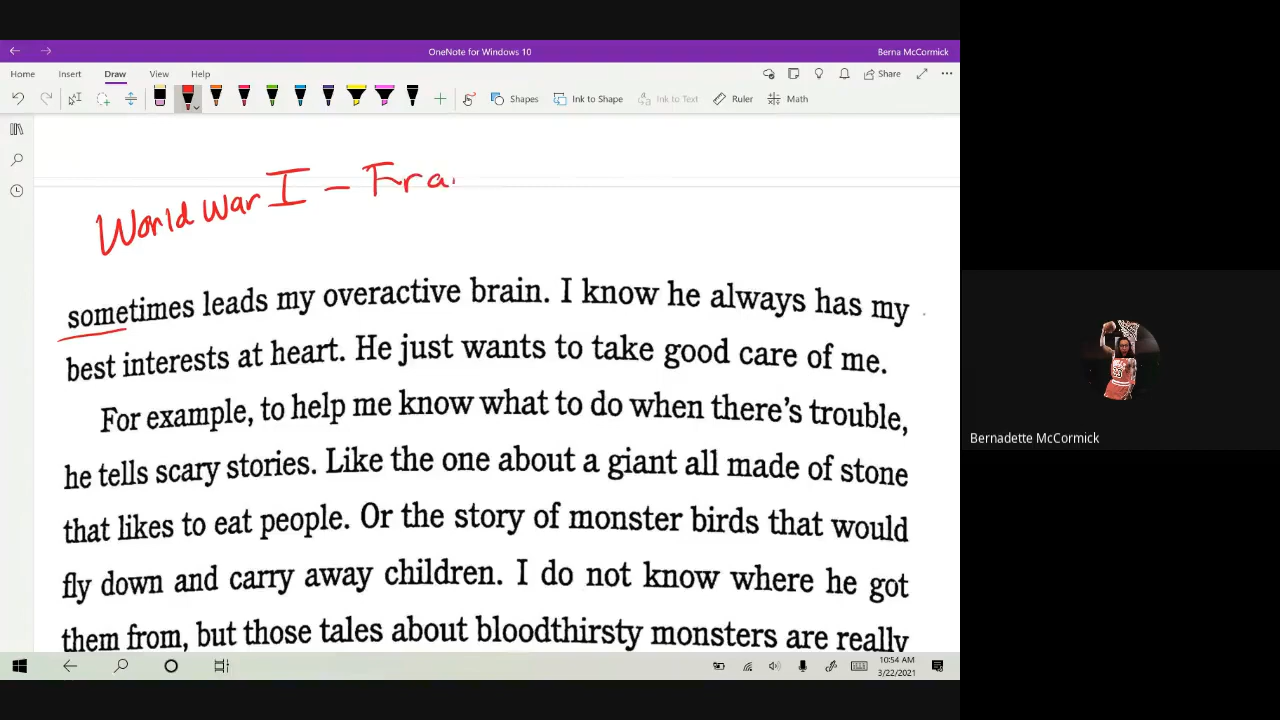 OneNote for Windows 10
Berna McCormick
Home Insert Draw View Help
Share
Shapes Ink to Shape Ink to Text Ruler Math
World War I - Fra
sometimes leads my overactive brain. I know he always has my
best interests at heart. He just wants to take good care of me.
For example, to help me know what to do when there's trouble,
he tells scary stories. Like the one about a giant all made of stone
that likes to eat people. Or the story of monster birds that would
fly down and carry away children. I do not know where he got
them from, but those tales about bloodthirsty monsters are really
10:54 AM
3/22/2021
Bernadette McCormick